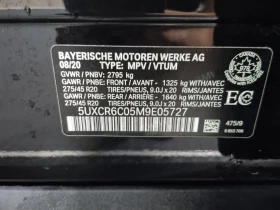 BAYERISCHE MOTOREN WERKE AG
08/20 TYPE: MPV / VTUM
GVWR / PNBV: 2795 kg
GAWR / PNBE: FRONT / AVANT - 1325 kg WITH/AVEC
275/45 R20 TIRES/PNEUS, 9.0J x 20 RIMS/JANTES
GAWR / PNBE: REAR / ARRIERE - 1640 kg WITH/AVEC
275/45 R20 TIRES/PNEUS, 9.0J x 20 RIMS/JANTES
5UXCR6C05M9E05727
EC
475/9